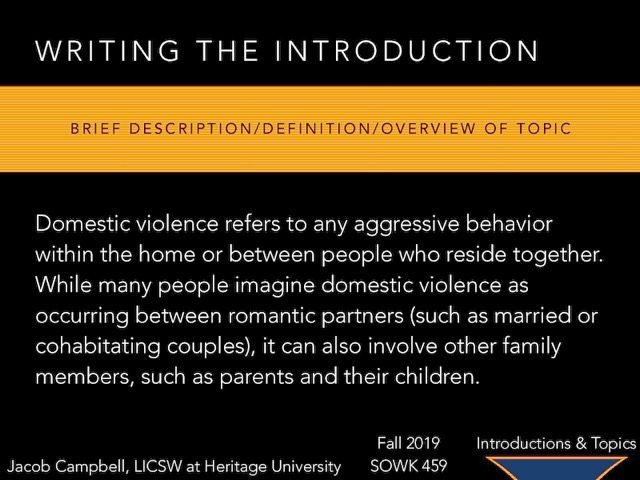 WRITING THE INTRODUCTION
BRIEF DESCRIPTION/DEFINITION/OVERVIEW OF TOPIC
Domestic violence refers to any aggressive behavior
within the home or between people who reside together.
While many people imagine domestic violence as
occurring between romantic partners (such as married or
cohabitating couples), it can also involve other family
members, such as parents and their children.
Fall 2019
Introductions & Topics
Jacob Campbell, LICSW at Heritage University
SOWK 459